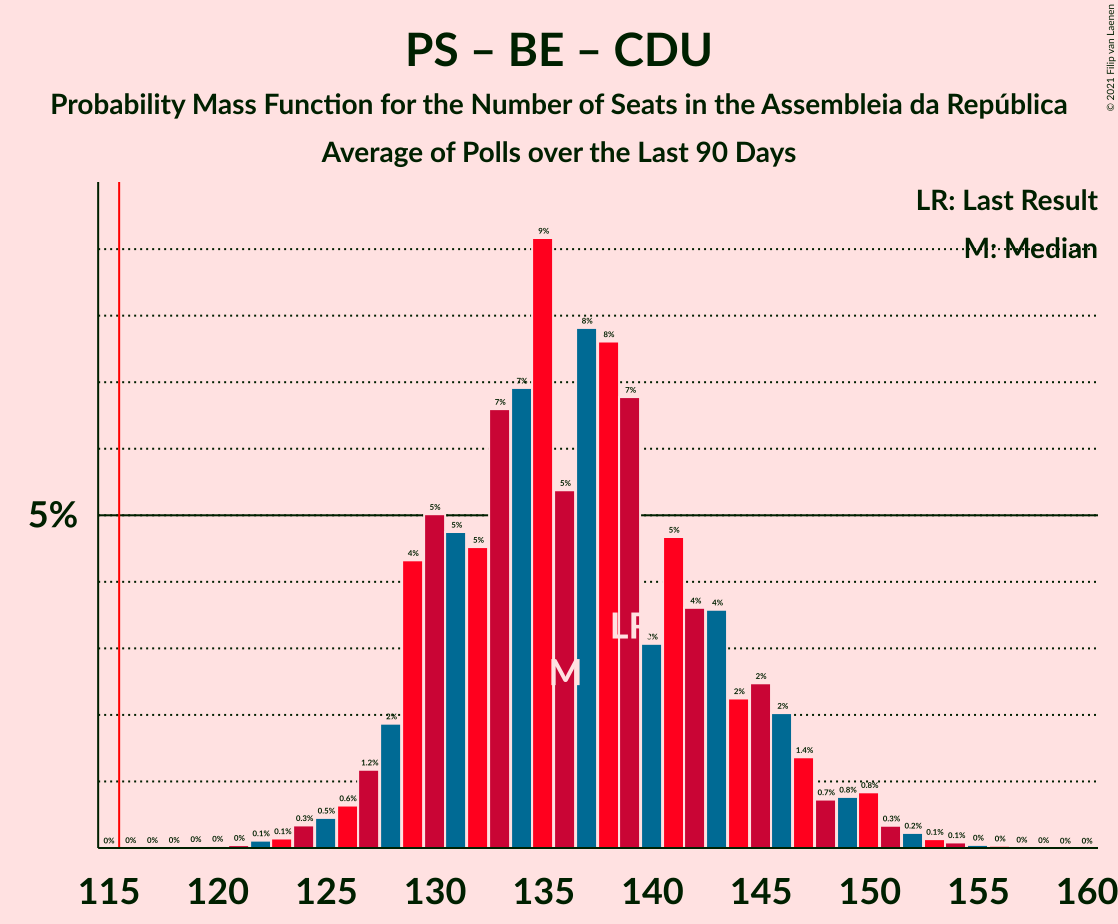 PS – BE – CDU
Probability Mass Function for the Number of Seats in the Assembleia da República
Average of Polls over the Last 90 Days
© 2021 Filip van Laenen
LR: Last Result
M: Median
5%
0% 0% 0% 0% 0% 0% 0% 0.1% 0.1% 0.3% 0.5% 0.6% 1.2% 2% 4% 5% 5% 5% 7% 7% 9% 5% 8% 8% 7% 5% 4% 4% 2% 2% 2% 1.4% 0.7% 0.8% 0.8% 0.3% 0.2% 0.1% 0.1% 0% 0% 0% 0% 0% 0%
LR
M
115 120 125 130 135 140 145 150 155 160